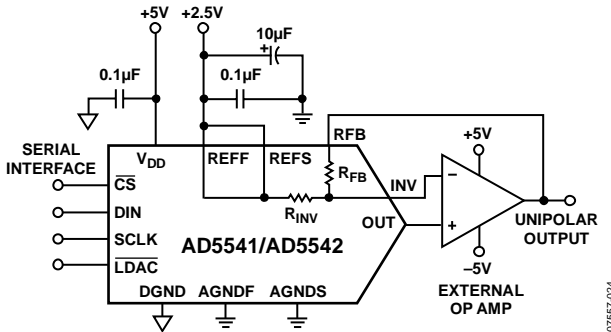 +5V
+2.5V
10µF
+
0.1µF
0.1µF
SERIAL
INTERFACE
VDD
REFF
REFS
RFB
RFB
INV
+5V
CS
DIN
SCLK
LDAC
RINV
OUT
AD5541/AD5542
−
+
UNIPOLAR
OUTPUT
−5V
EXTERNAL
OP AMP
DGND
AGNDF
AGNDS
07557-024